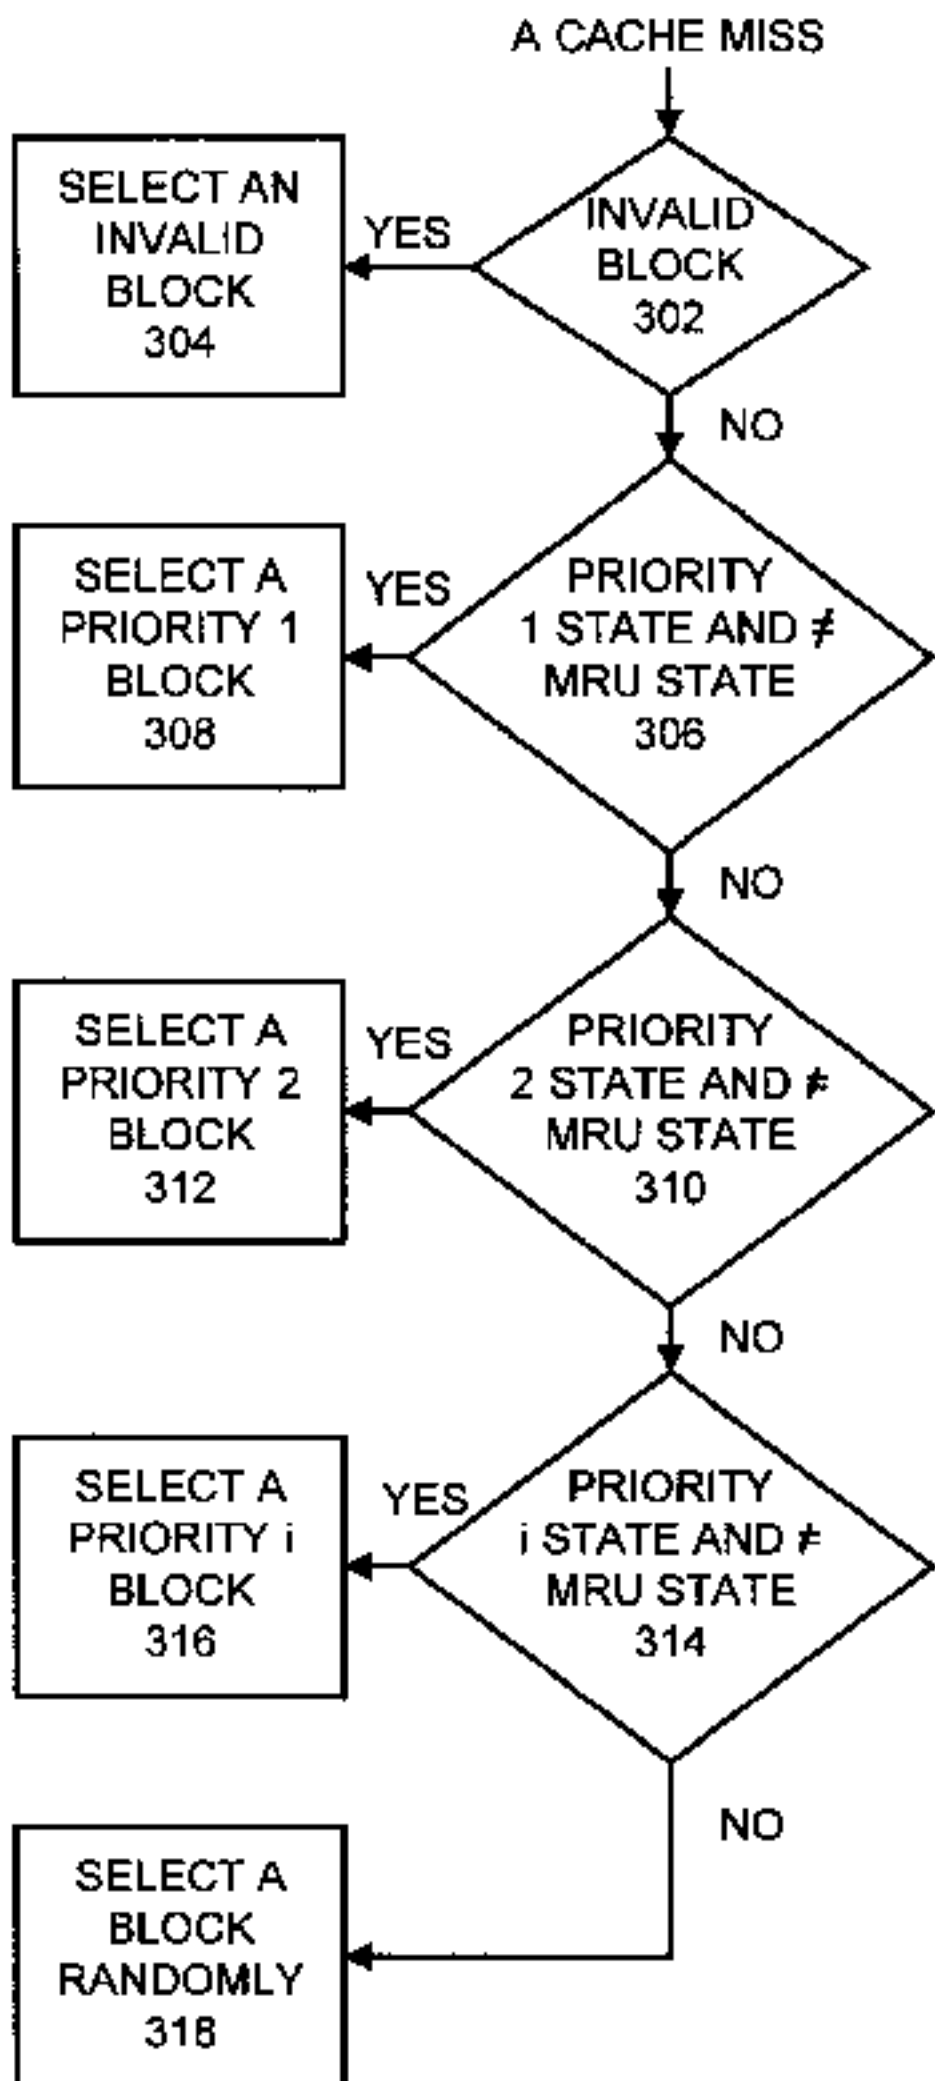 A CACHE MISS
SELECT AN
INVALID
BLOCK
304
YES
INVALID
BLOCK
302
NO
SELECT A
PRIORITY 1
BLOCK
308
YES
PRIORITY
1 STATE AND ≠
MRU STATE
306
NO
SELECT A
PRIORITY 2
BLOCK
312
YES
PRIORITY
2 STATE AND ≠
MRU STATE
310
NO
SELECT A
PRIORITY i
BLOCK
316
YES
PRIORITY
i STATE AND ≠
MRU STATE
314
NO
SELECT A
BLOCK
RANDOMLY
318